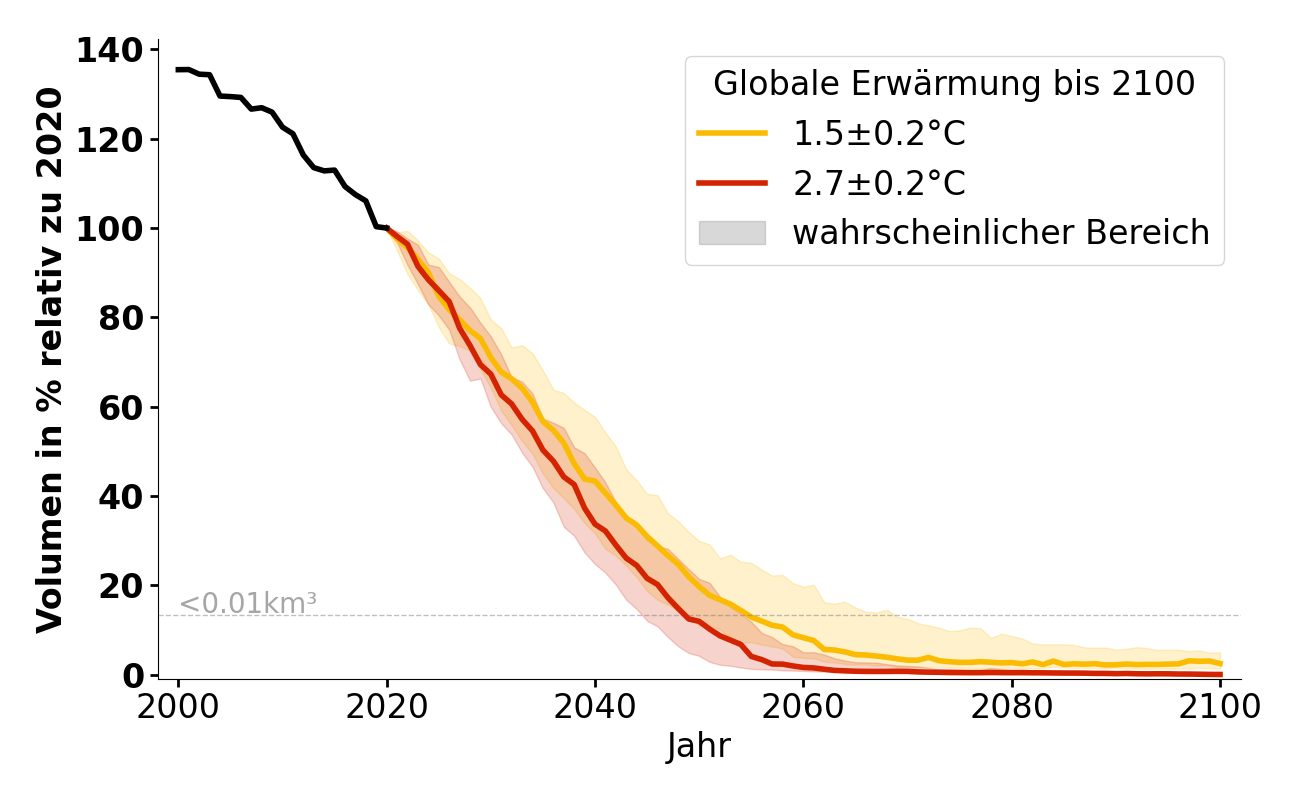 Volumen in % relativ zu 2020
140
120
100
80
60
40
20
0
Globale Erwärmung bis 2100
1.5±0.2°C
2.7±0.2°C
wahrscheinlicher Bereich
<0.01km³
2000 2020 2040 2060 2080 2100
Jahr